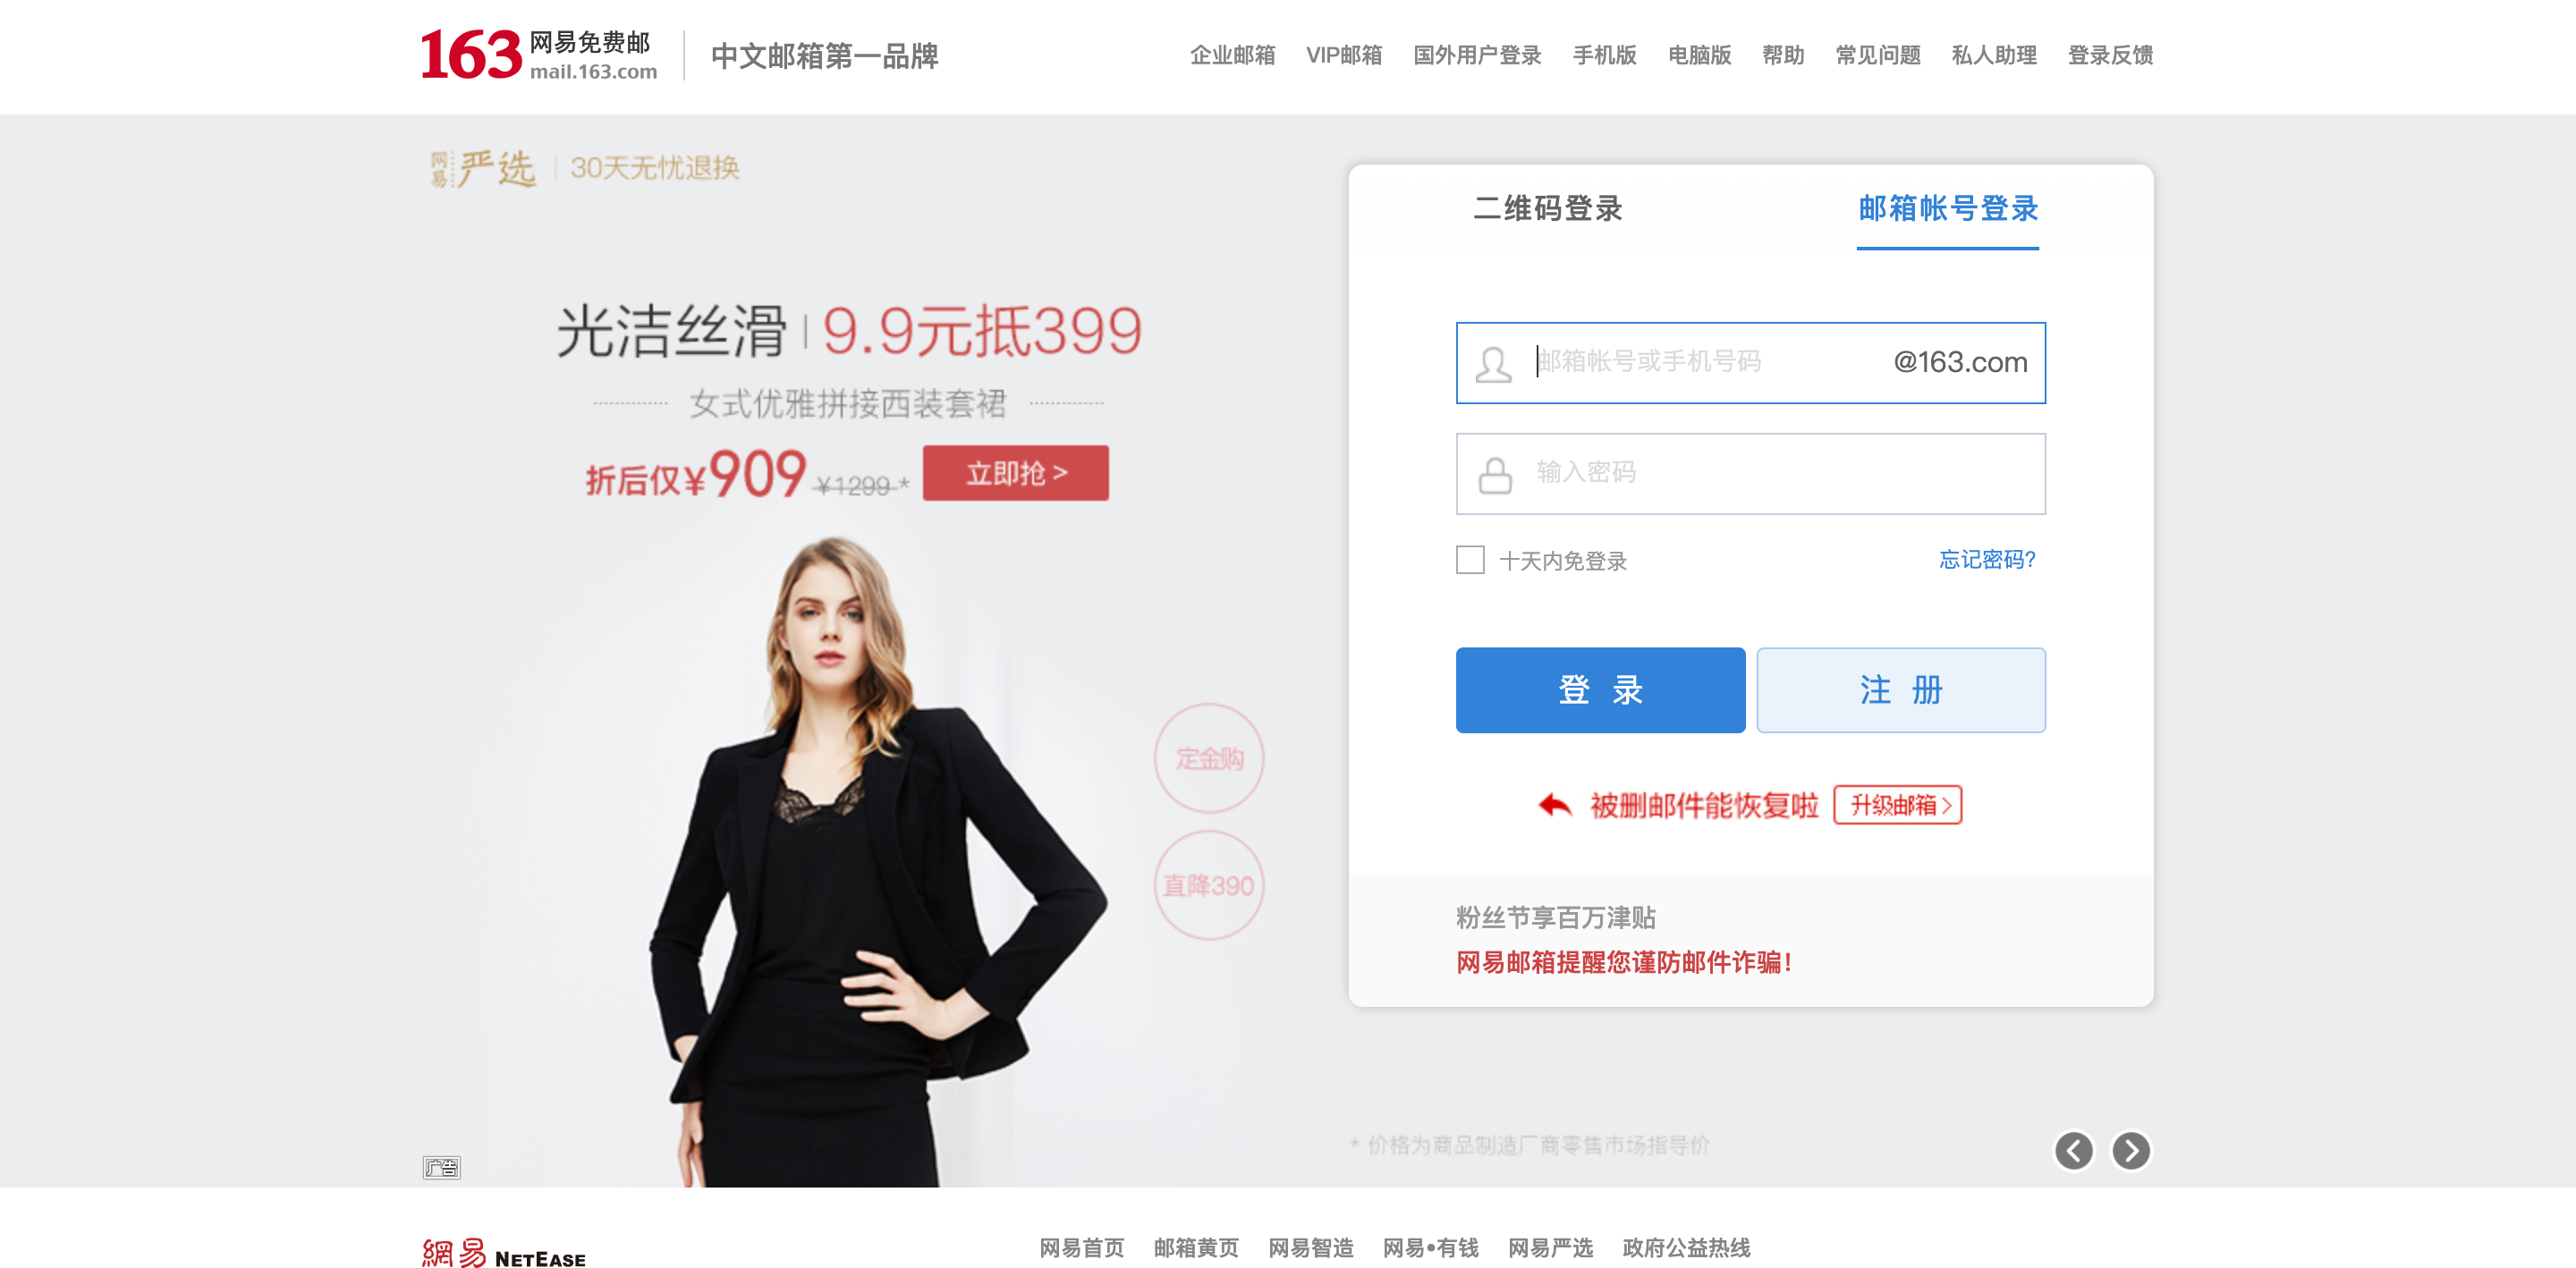 163 网易免费邮
mail.163.com
中文邮箱第一品牌
企业邮箱 VIP邮箱 国外用户登录 手机版 电脑版 帮助 常见问题 私人助理 登录反馈
网易严选 30天无忧退换
光洁丝滑 9.9元抵399
女式优雅拼接西装套裙
折后仅¥909 ¥1299 * 立即抢 >
定金购
直降390
广告
二维码登录 邮箱帐号登录
邮箱帐号或手机号码 @163.com
输入密码
十天内免登录 忘记密码?
登 录 注 册
被删邮件能恢复啦 升级邮箱 >
粉丝节享百万津贴
网易邮箱提醒您谨防邮件诈骗!
* 价格为商品制造厂商零售市场指导价
網易 NETEASE
网易首页 邮箱黄页 网易智造 网易•有钱 网易严选 政府公益热线